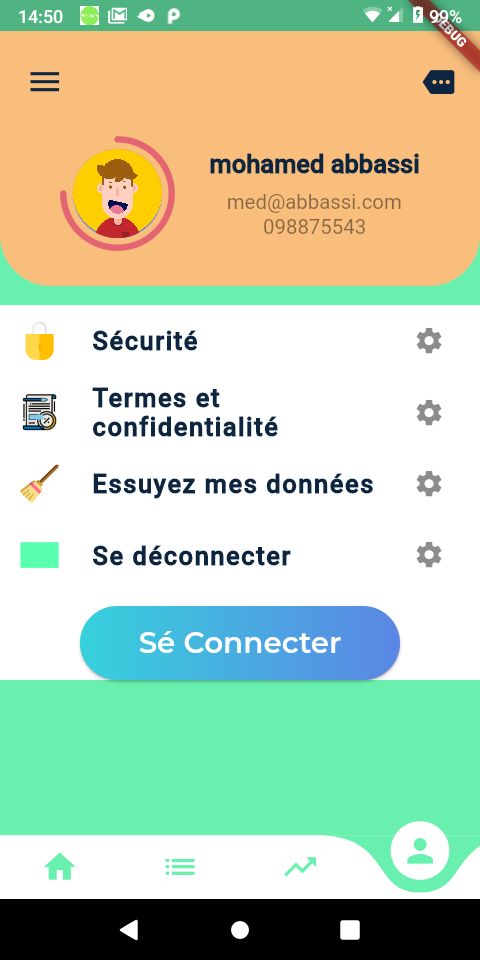 14:50
99%
DEBUG
mohamed abbassi
med@abbassi.com
098875543
Sécurité
Termes et
confidentialité
Essuyez mes données
Se déconnecter
Sé Connecter